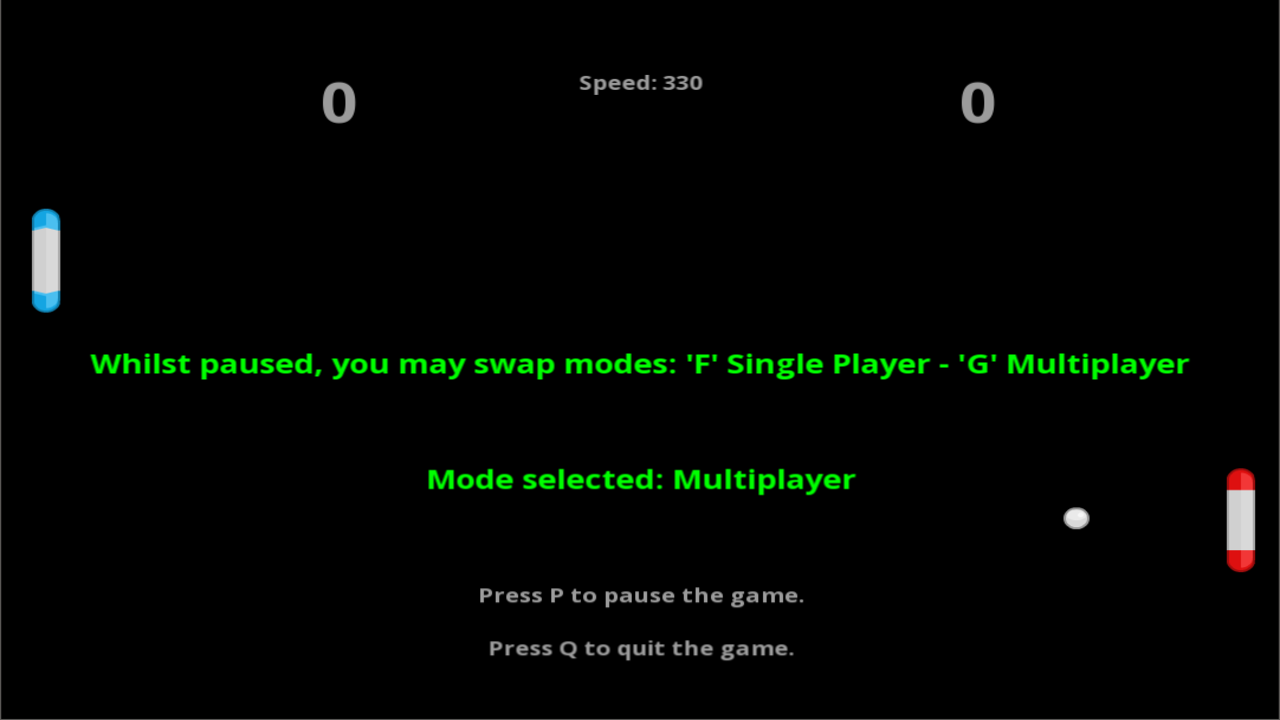 Speed: 330
0 0
Whilst paused, you may swap modes: 'F' Single Player - 'G' Multiplayer
Mode selected: Multiplayer
Press P to pause the game.
Press Q to quit the game.